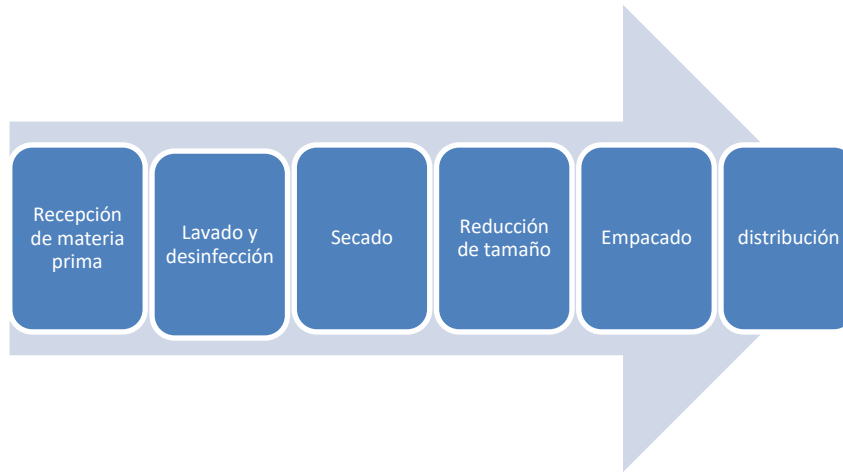 Recepción
de materia
prima
Lavado y
desinfección
Secado
Reducción
de tamaño
Empacado
distribución